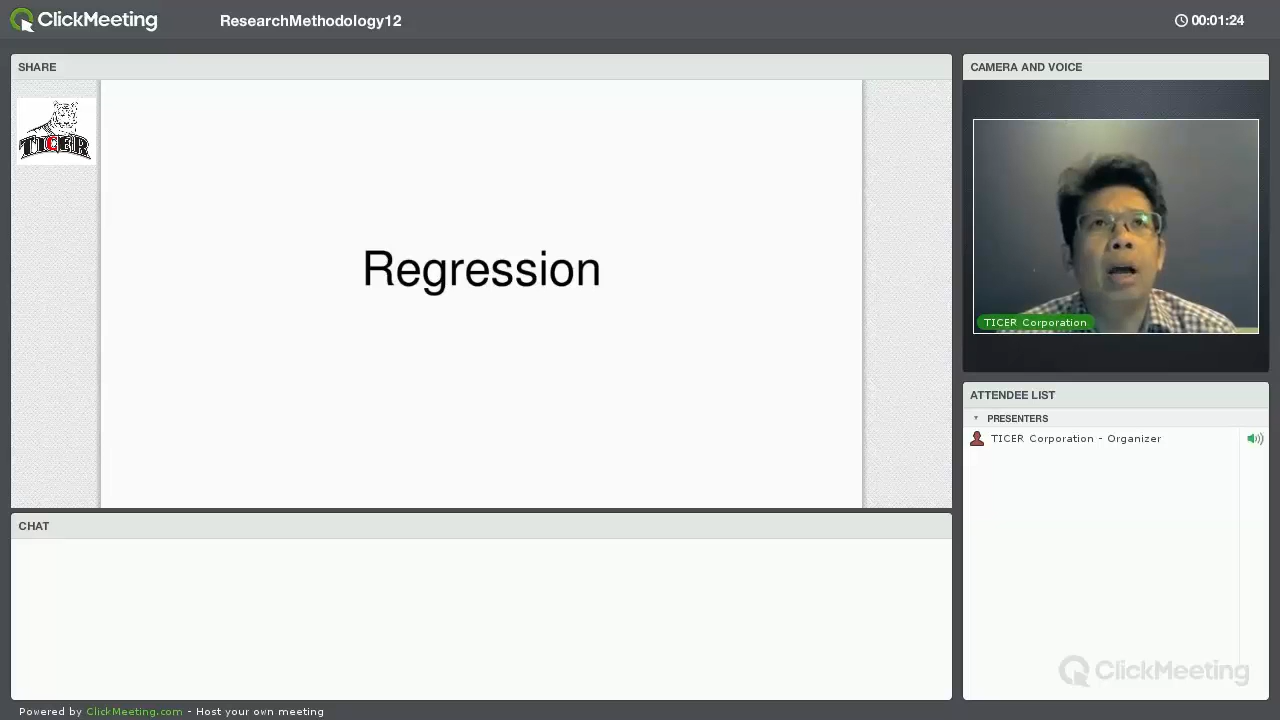 ClickMeeting
ResearchMethodology12
00:01:24
SHARE
TICER
Regression
CAMERA AND VOICE
TICER Corporation
ATTENDEE LIST
PRESENTERS
TICER Corporation - Organizer
CHAT
ClickMeeting
Powered by ClickMeeting.com - Host your own meeting